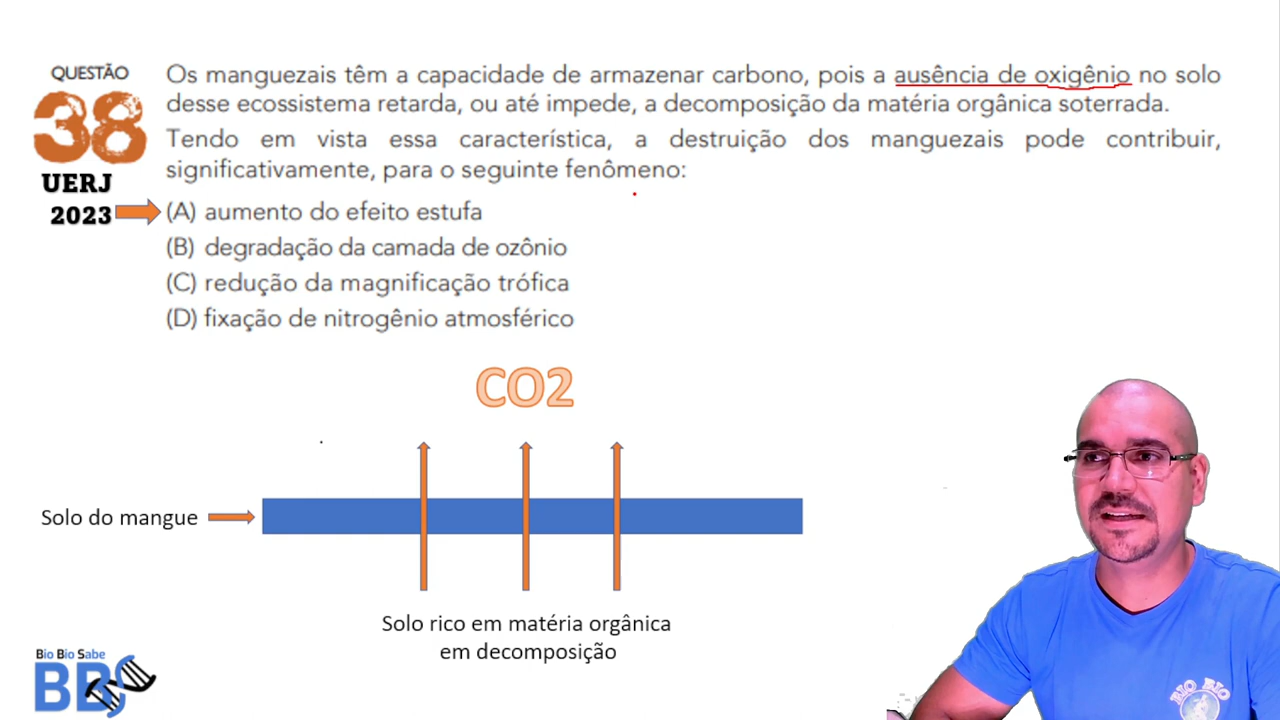 QUESTÃO
38
UERJ
2023
Os manguezais têm a capacidade de armazenar carbono, pois a ausência de oxigênio no solo
desse ecossistema retarda, ou até impede, a decomposição da matéria orgânica soterrada.
Tendo em vista essa característica, a destruição dos manguezais pode contribuir,
significativamente, para o seguinte fenômeno:
(A) aumento do efeito estufa
(B) degradação da camada de ozônio
(C) redução da magnificação trófica
(D) fixação de nitrogênio atmosférico
CO2
Solo do mangue
Solo rico em matéria orgânica
em decomposição
Bio Bio Sabe
BBS
BIO BIO